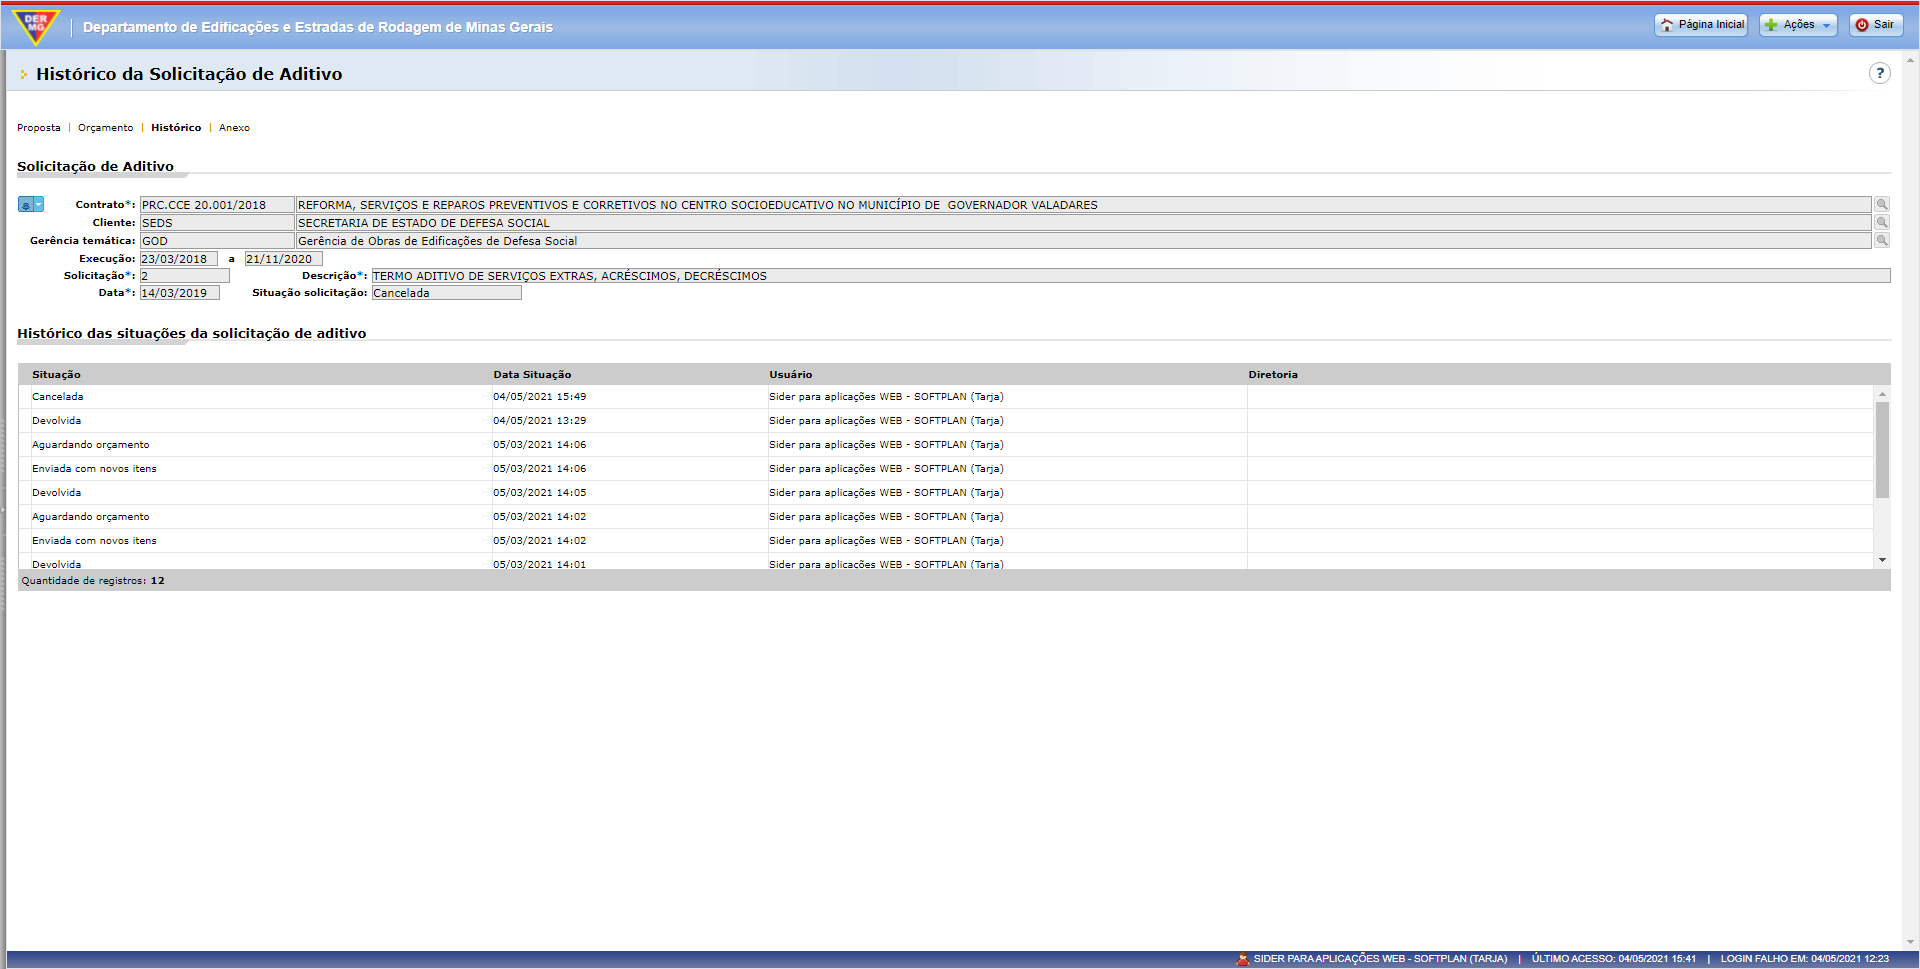 DER
MG
Departamento de Edificações e Estradas de Rodagem de Minas Gerais
Página Inicial
Ações
Sair
Histórico da Solicitação de Aditivo
?
Proposta | Orçamento | Histórico | Anexo
Solicitação de Aditivo
Contrato*: PRC.CCE 20.001/2018 REFORMA, SERVIÇOS E REPAROS PREVENTIVOS E CORRETIVOS NO CENTRO SOCIOEDUCATIVO NO MUNICÍPIO DE GOVERNADOR VALADARES
Cliente: SEDS SECRETARIA DE ESTADO DE DEFESA SOCIAL
Gerência temática: GOD Gerência de Obras de Edificações de Defesa Social
Execução: 23/03/2018 a 21/11/2020
Solicitação*: 2 Descrição*: TERMO ADITIVO DE SERVIÇOS EXTRAS, ACRÉSCIMOS, DECRÉSCIMOS
Data*: 14/03/2019 Situação solicitação: Cancelada
Histórico das situações da solicitação de aditivo
Situação Data Situação Usuário Diretoria
Cancelada 04/05/2021 15:49 Sider para aplicações WEB - SOFTPLAN (Tarja)
Devolvida 04/05/2021 13:29 Sider para aplicações WEB - SOFTPLAN (Tarja)
Aguardando orçamento 05/03/2021 14:06 Sider para aplicações WEB - SOFTPLAN (Tarja)
Enviada com novos itens 05/03/2021 14:06 Sider para aplicações WEB - SOFTPLAN (Tarja)
Devolvida 05/03/2021 14:05 Sider para aplicações WEB - SOFTPLAN (Tarja)
Aguardando orçamento 05/03/2021 14:02 Sider para aplicações WEB - SOFTPLAN (Tarja)
Enviada com novos itens 05/03/2021 14:02 Sider para aplicações WEB - SOFTPLAN (Tarja)
Devolvida 05/03/2021 14:01 Sider para aplicações WEB - SOFTPLAN (Tarja)
Quantidade de registros: 12
SIDER PARA APLICAÇÕES WEB - SOFTPLAN (TARJA) | ÚLTIMO ACESSO: 04/05/2021 15:41 | LOGIN FALHO EM: 04/05/2021 12:23